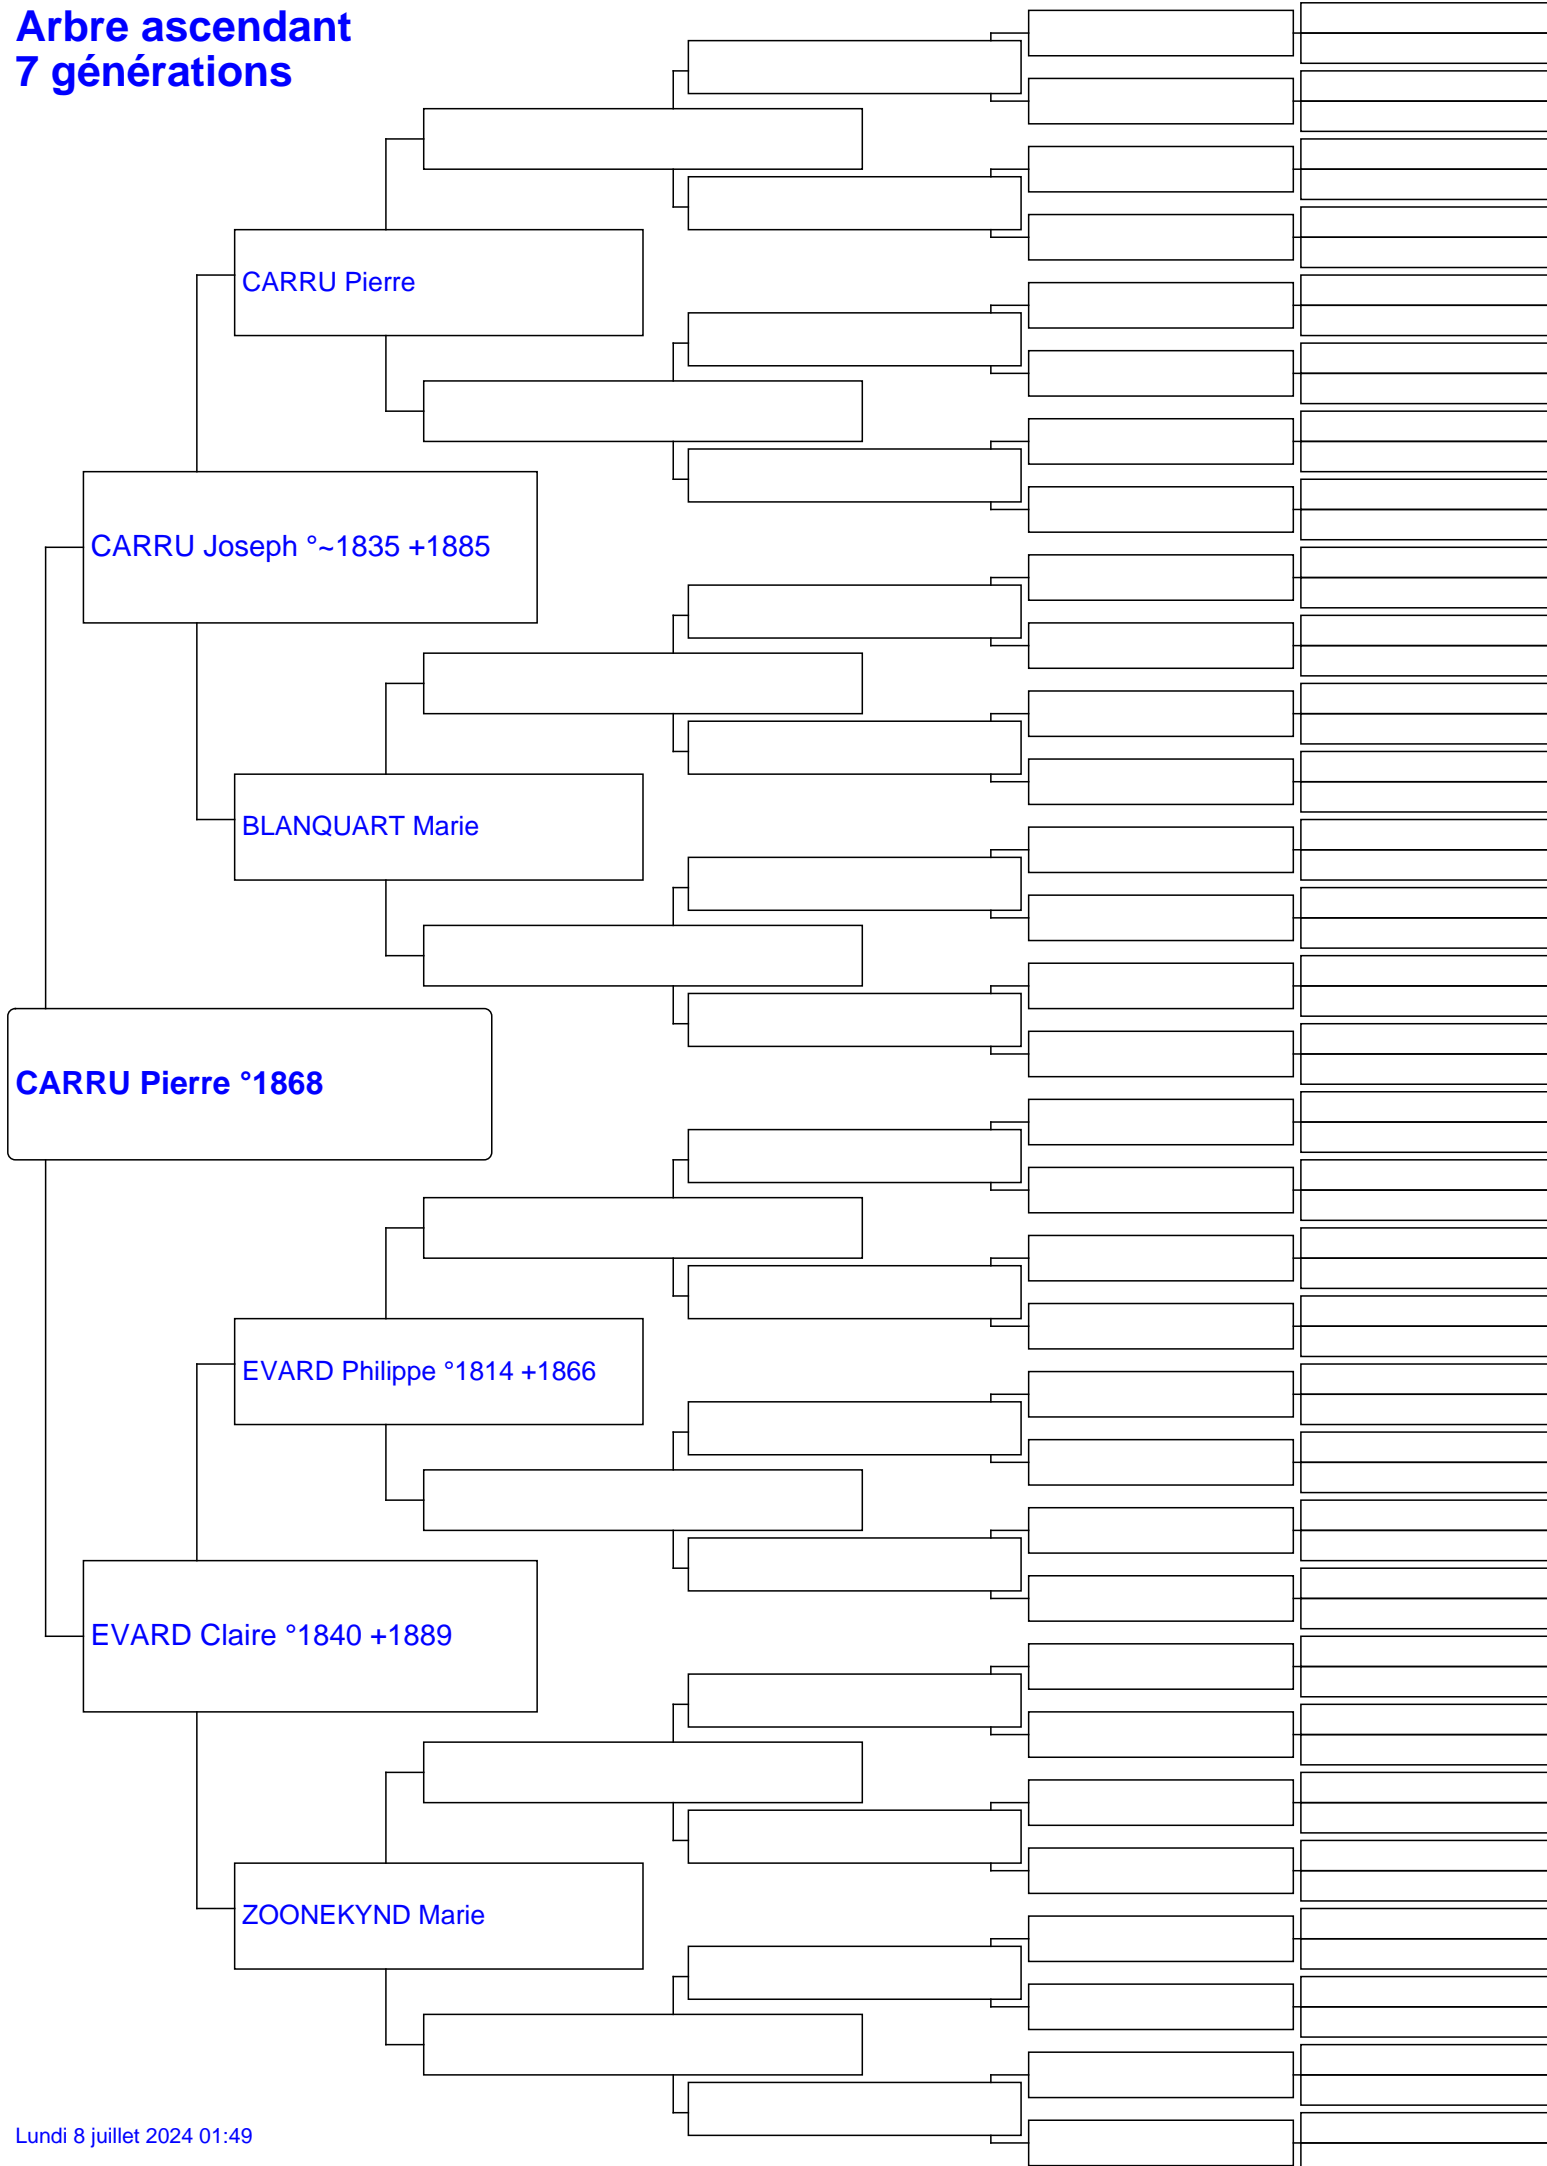 Arbre ascendant
7 générations
CARRU Pierre
CARRU Joseph °~1835 +1885
BLANQUART Marie
CARRU Pierre °1868
EVARD Philippe °1814 +1866
EVARD Claire °1840 +1889
ZOONEKYND Marie
Lundi 8 juillet 2024 01:49